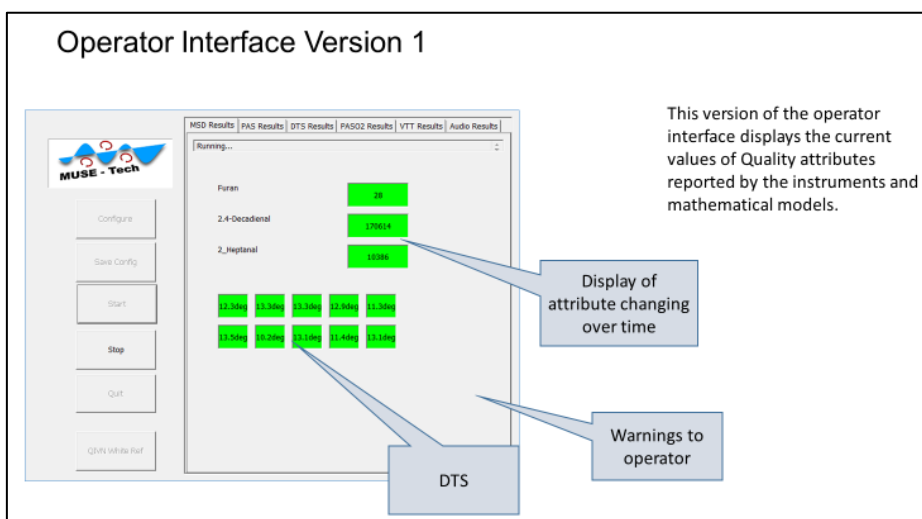 Operator Interface Version 1
MUSE - Tech
Configure
Save Config
Start
Stop
Quit
QIVN White Ref
MSD Results PAS Results DTS Results PASO2 Results VTT Results Audio Results
Running...
Furan 28
2.4-Decadienal 178614
2_Heptanal 10386
12.3deg 13.3deg 13.3deg 12.9deg 11.3deg
13.5deg 10.2deg 13.1deg 11.4deg 13.1deg
Display of
attribute changing
over time
Warnings to
operator
DTS
This version of the operator
interface displays the current
values of Quality attributes
reported by the instruments and
mathematical models.